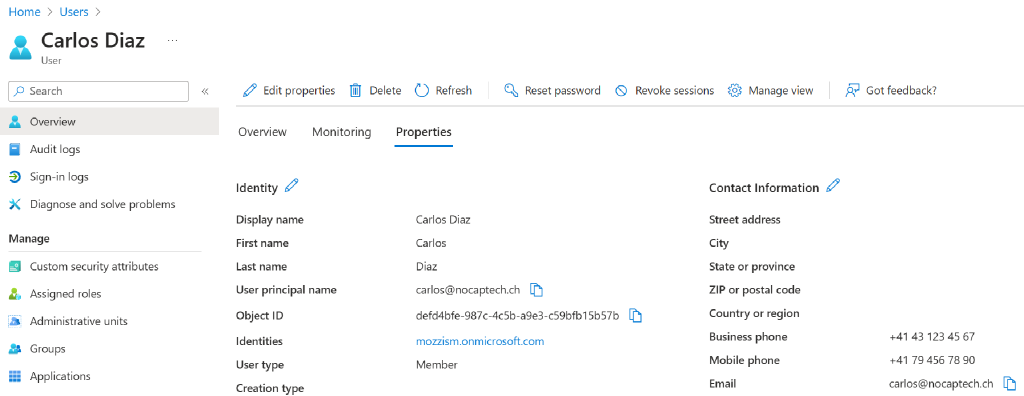 Home > Users >
Carlos Diaz ...
User
Search «
Edit properties Delete Refresh Reset password Revoke sessions Manage view Got feedback?
Overview
Audit logs
Sign-in logs
Diagnose and solve problems
Manage
Custom security attributes
Assigned roles
Administrative units
Groups
Applications
Overview Monitoring Properties
Identity
Display name Carlos Diaz
First name Carlos
Last name Diaz
User principal name carlos@nocaptech.ch
Object ID defd4bfe-987c-4c5b-a9e3-c59bfb15b57b
Identities mozzism.onmicrosoft.com
User type Member
Creation type
Contact Information
Street address
City
State or province
ZIP or postal code
Country or region
Business phone +41 43 123 45 67
Mobile phone +41 79 456 78 90
Email carlos@nocaptech.ch